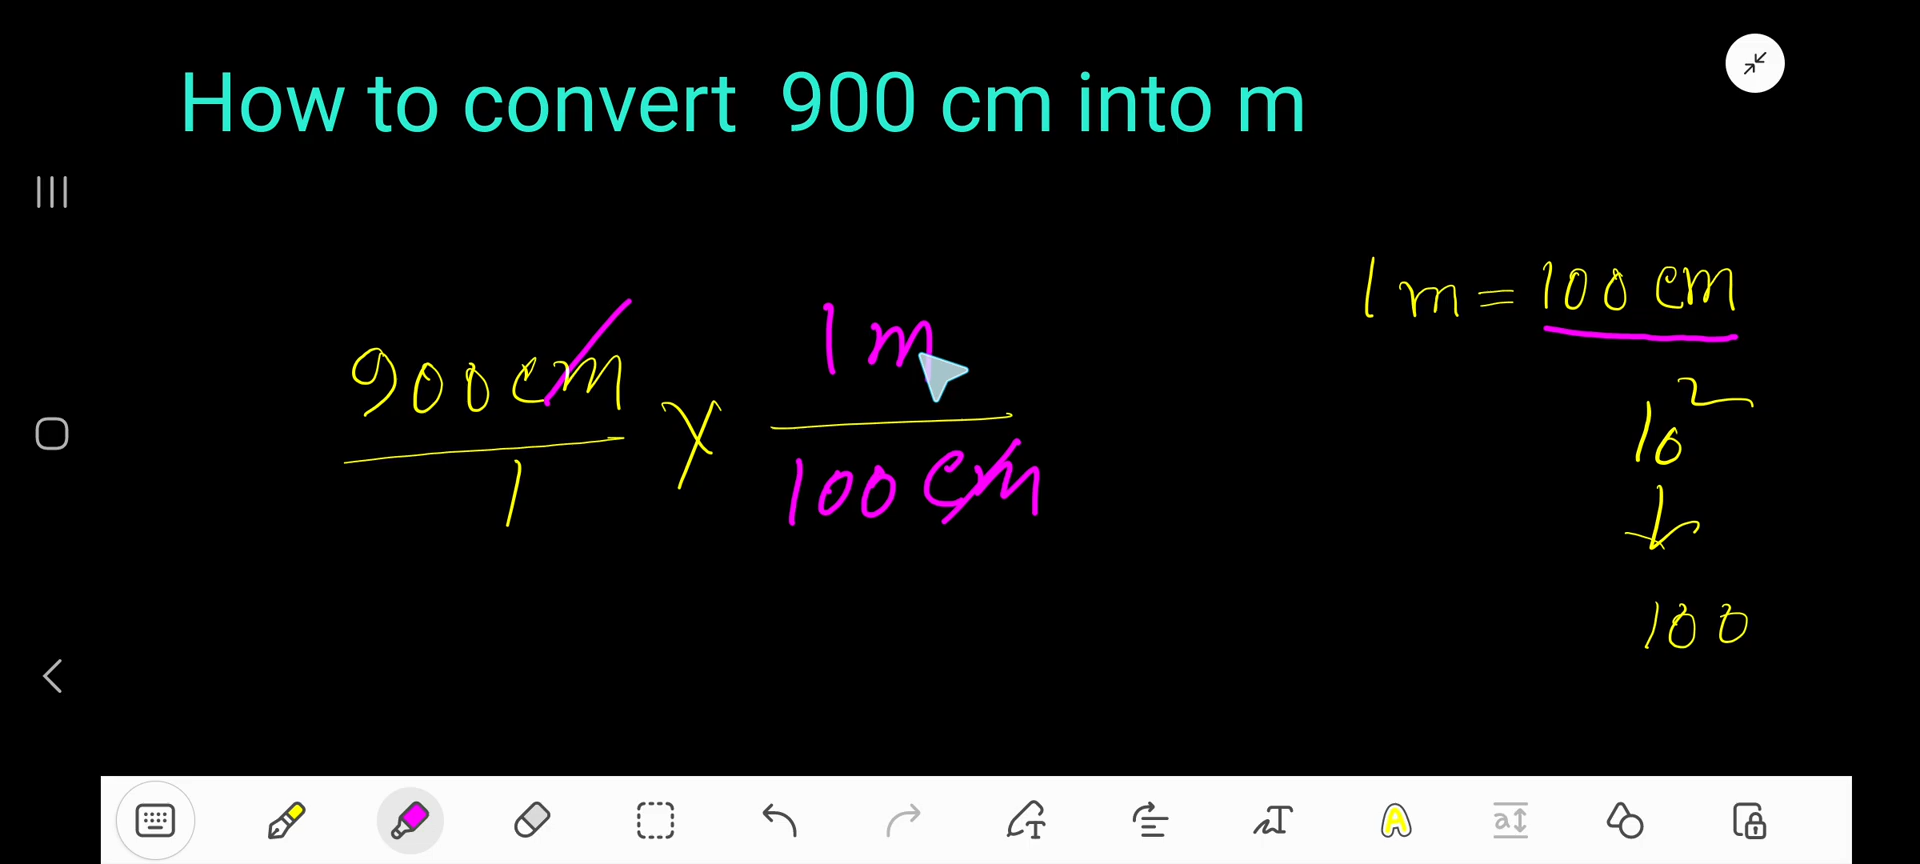 How to convert 900 cm into m
1 m = 100 cm
900 cm × 1 m
1 100 cm
10²
100